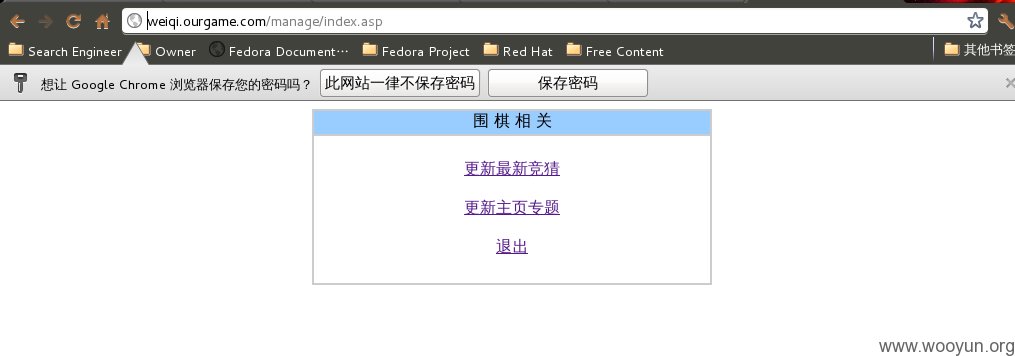 weiqi.ourgame.com/manage/index.asp
Search Engineer Owner Fedora Document… Fedora Project Red Hat Free Content 其他书签
想让 Google Chrome 浏览器保存您的密码吗？ 此网站一律不保存密码 保存密码
围 棋 相 关
更新最新竞猜
更新主页专题
退出
www.wooyun.org